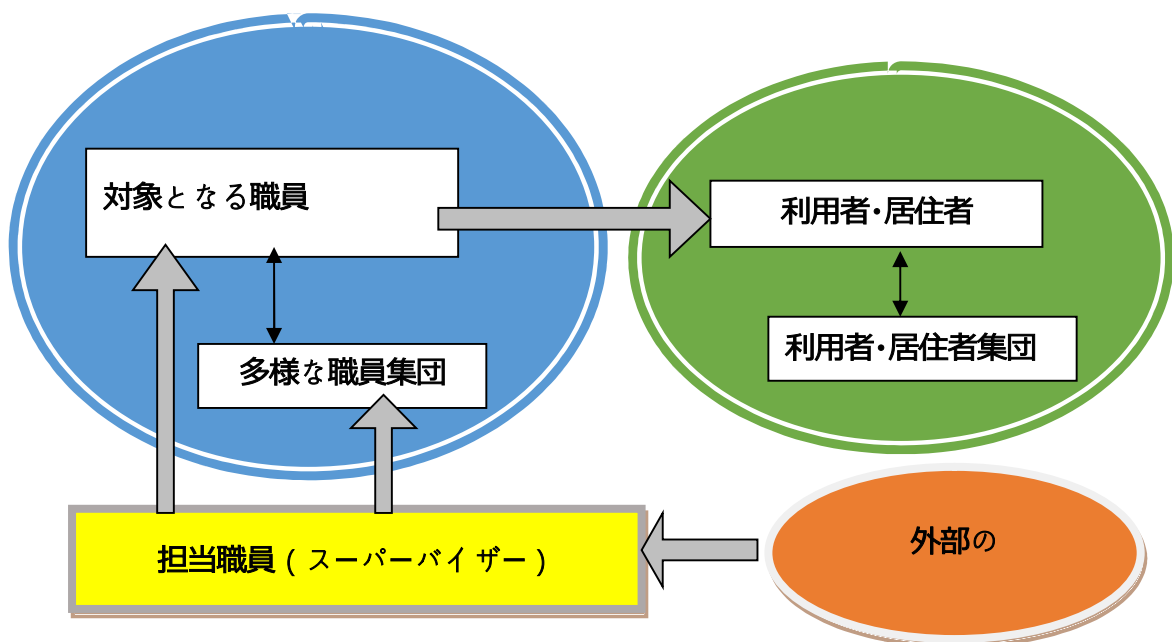 対象となる職員
利用者・居住者
利用者・居住者集団
多様な職員集団
担当職員（スーパーバイザー）
外部の